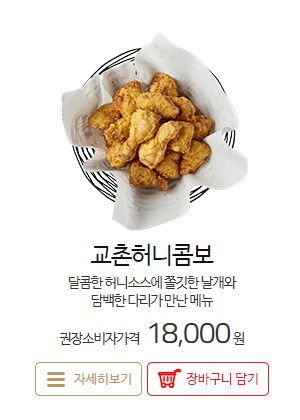 교촌허니콤보
달콤한 허니소스에 쫄깃한 날개와
담백한 다리가 만난 메뉴
권장소비자가격 18,000원
자세히보기 장바구니 담기